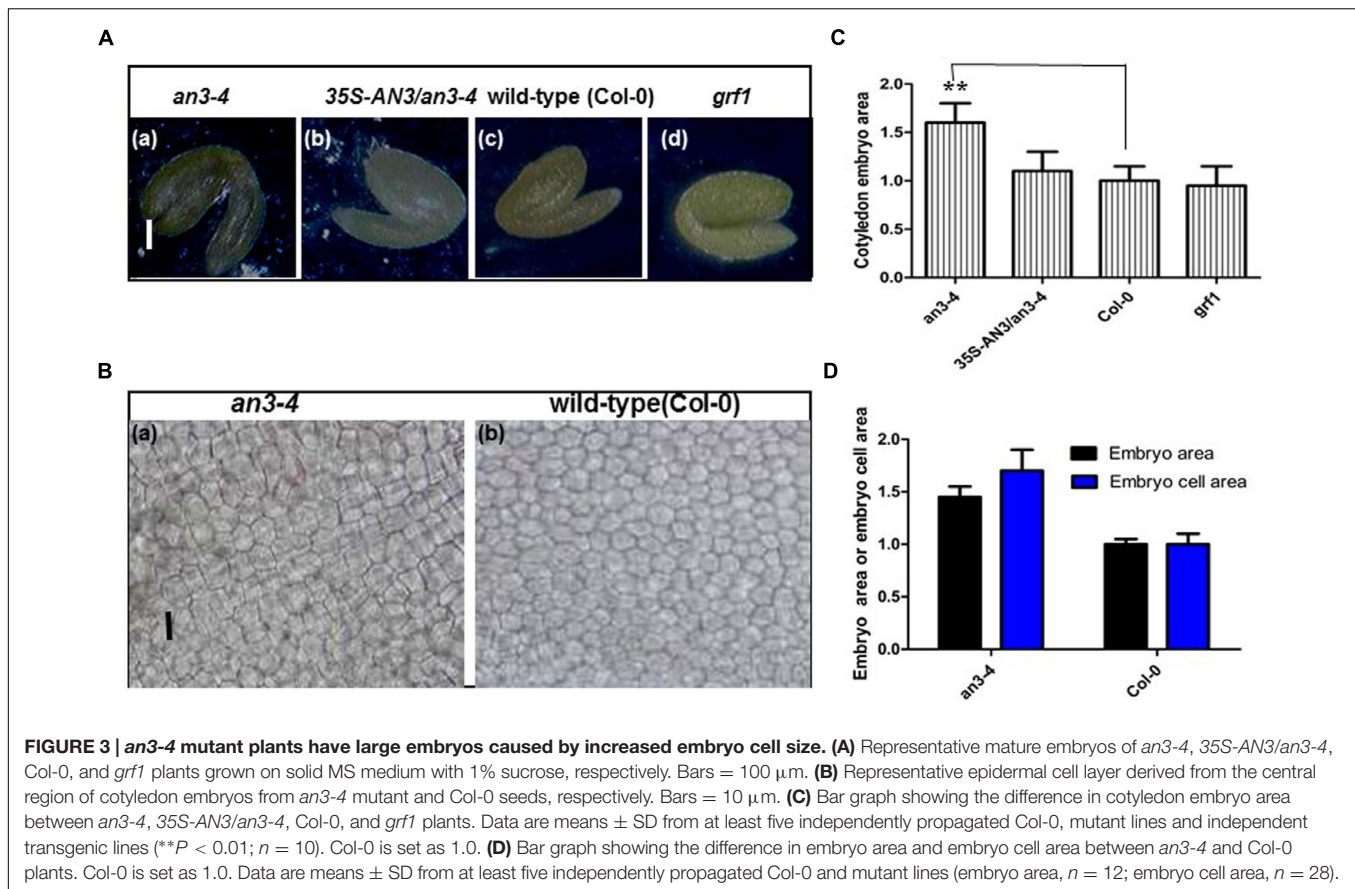 A
an3-4 35S-AN3/an3-4 wild-type (Col-0) grf1
(a) (b) (c) (d)
C
Cotyledon embryo area
2.0
1.5
1.0
0.5
0.0
**
an3-4
35S-AN3/an3-4
Col-0
grf1
B
an3-4 wild-type(Col-0)
(a) (b)
D
Embryo area or embryo cell area
2.0
1.5
1.0
0.5
0.0
Embryo area
Embryo cell area
an3-4
Col-0
FIGURE 3 | an3-4 mutant plants have large embryos caused by increased embryo cell size. (A) Representative mature embryos of an3-4, 35S-AN3/an3-4,
Col-0, and grf1 plants grown on solid MS medium with 1% sucrose, respectively. Bars = 100 μm. (B) Representative epidermal cell layer derived from the central
region of cotyledon embryos from an3-4 mutant and Col-0 seeds, respectively. Bars = 10 μm. (C) Bar graph showing the difference in cotyledon embryo area
between an3-4, 35S-AN3/an3-4, Col-0, and grf1 plants. Data are means ± SD from at least five independently propagated Col-0, mutant lines and independent
transgenic lines (**P < 0.01; n = 10). Col-0 is set as 1.0. (D) Bar graph showing the difference in embryo area and embryo cell area between an3-4 and Col-0
plants. Col-0 is set as 1.0. Data are means ± SD from at least five independently propagated Col-0 and mutant lines (embryo area, n = 12; embryo cell area, n = 28).